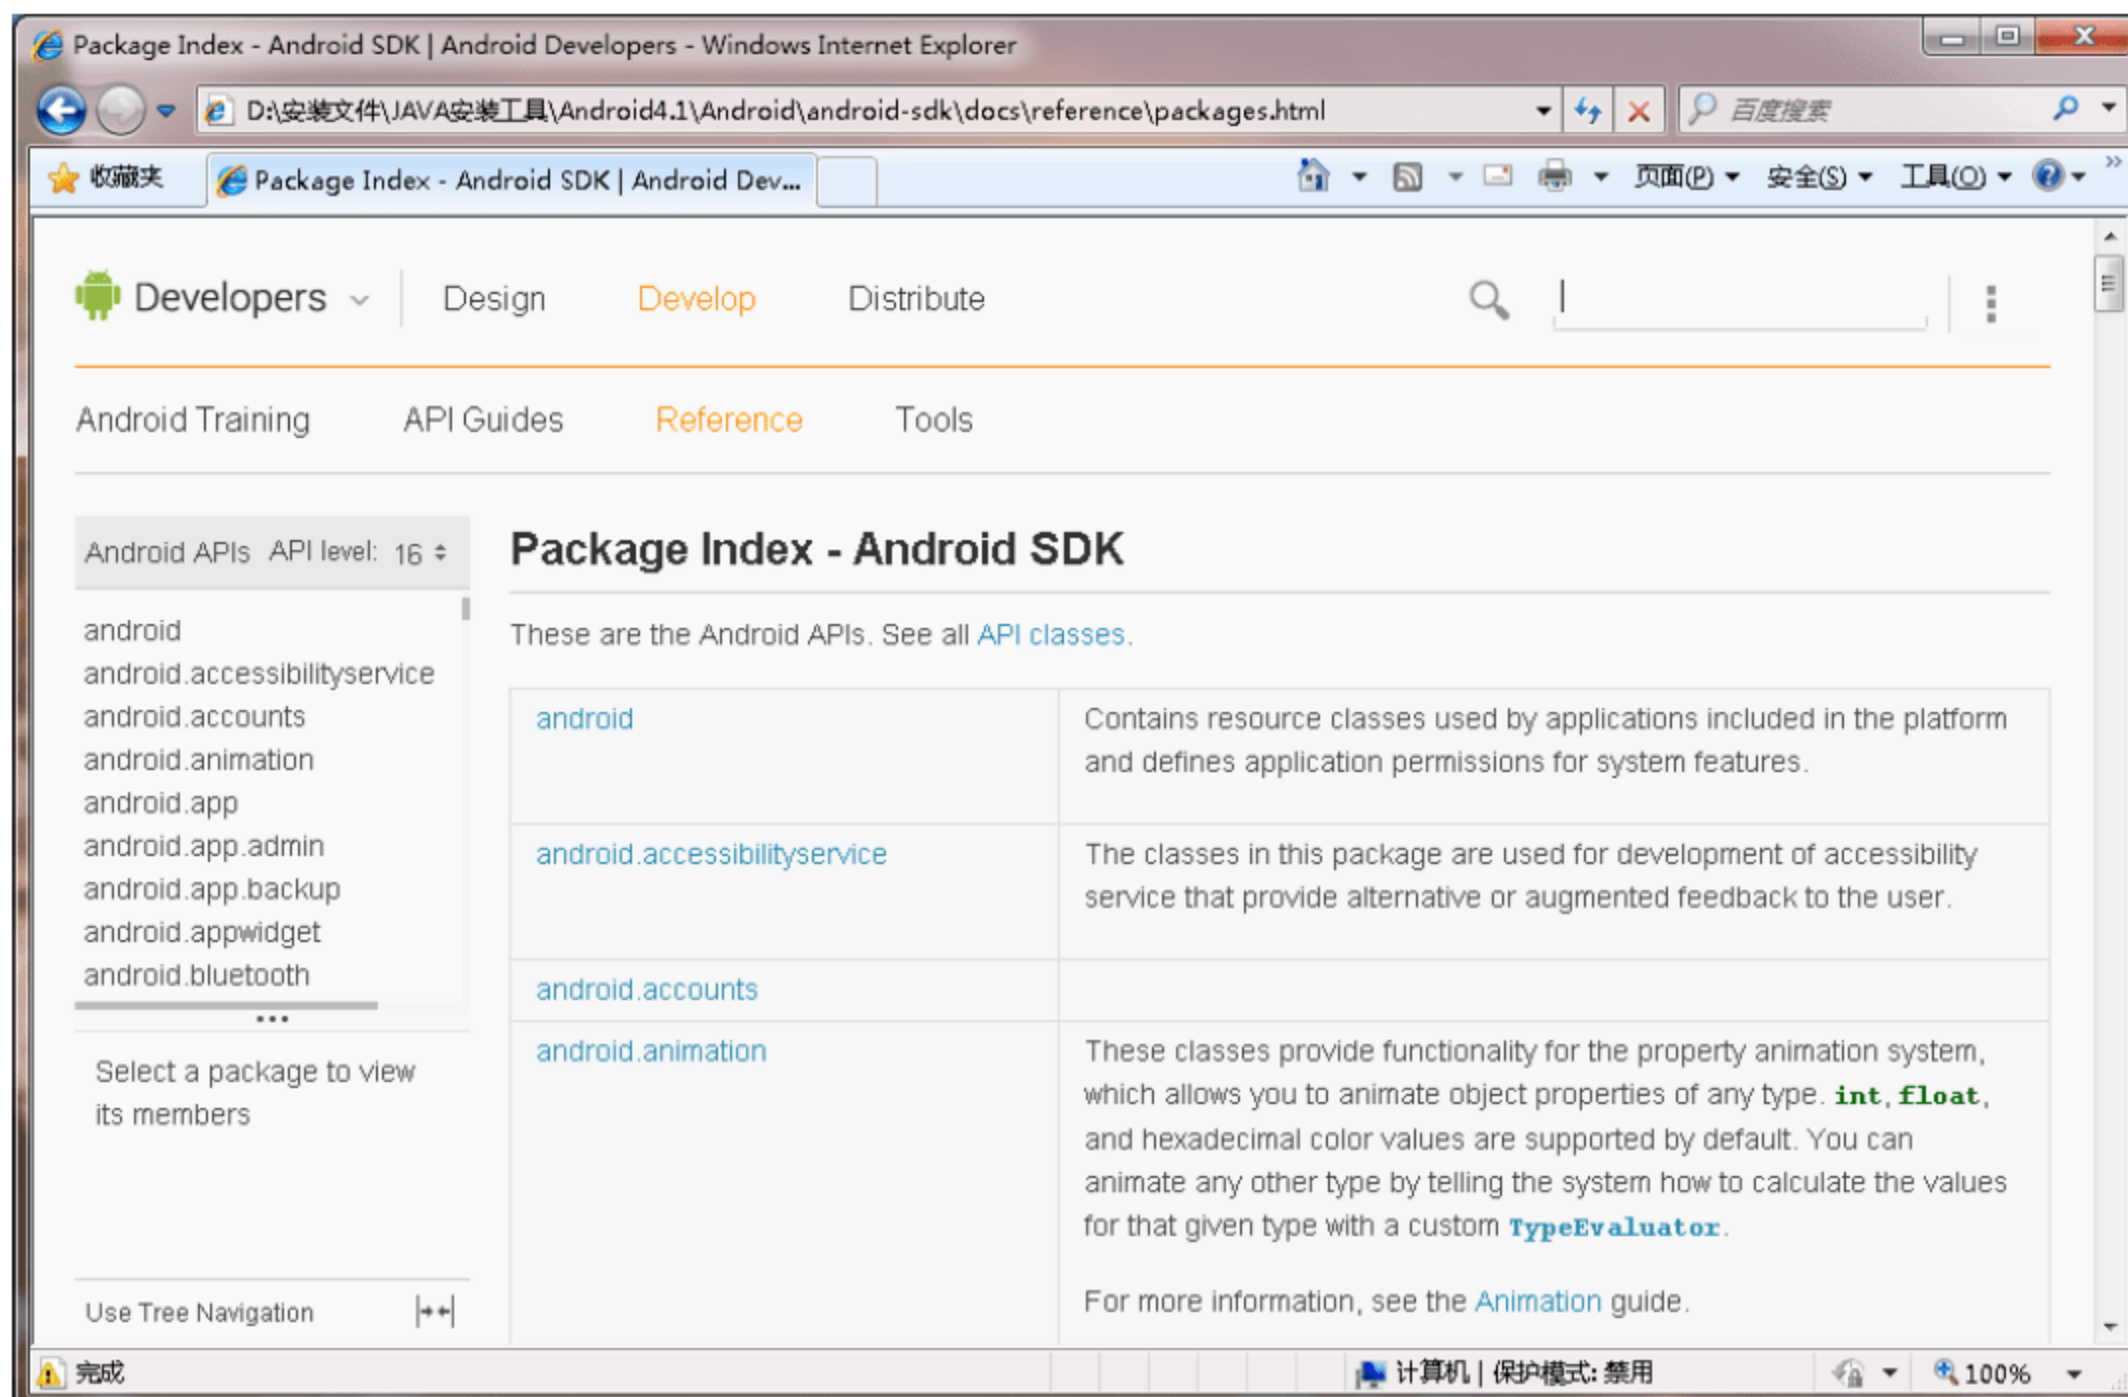 Package Index - Android SDK | Android Developers - Windows Internet Explorer
D:\安装文件\JAVA安装工具\Android4.1\Android\android-sdk\docs\reference\packages.html
百度搜索
收藏夹
Package Index - Android SDK | Android Dev...
页面(P) 安全(S) 工具(O)
Developers Design Develop Distribute
Android Training API Guides Reference Tools
Android APIs API level: 16
android
android.accessibilityservice
android.accounts
android.animation
android.app
android.app.admin
android.app.backup
android.appwidget
android.bluetooth
Select a package to view
its members
Use Tree Navigation
Package Index - Android SDK
These are the Android APIs. See all API classes.
android
Contains resource classes used by applications included in the platform
and defines application permissions for system features.
android.accessibilityservice
The classes in this package are used for development of accessibility
service that provide alternative or augmented feedback to the user.
android.accounts
android.animation
These classes provide functionality for the property animation system,
which allows you to animate object properties of any type. int, float,
and hexadecimal color values are supported by default. You can
animate any other type by telling the system how to calculate the values
for that given type with a custom TypeEvaluator.
For more information, see the Animation guide.
完成
计算机 | 保护模式: 禁用
100%